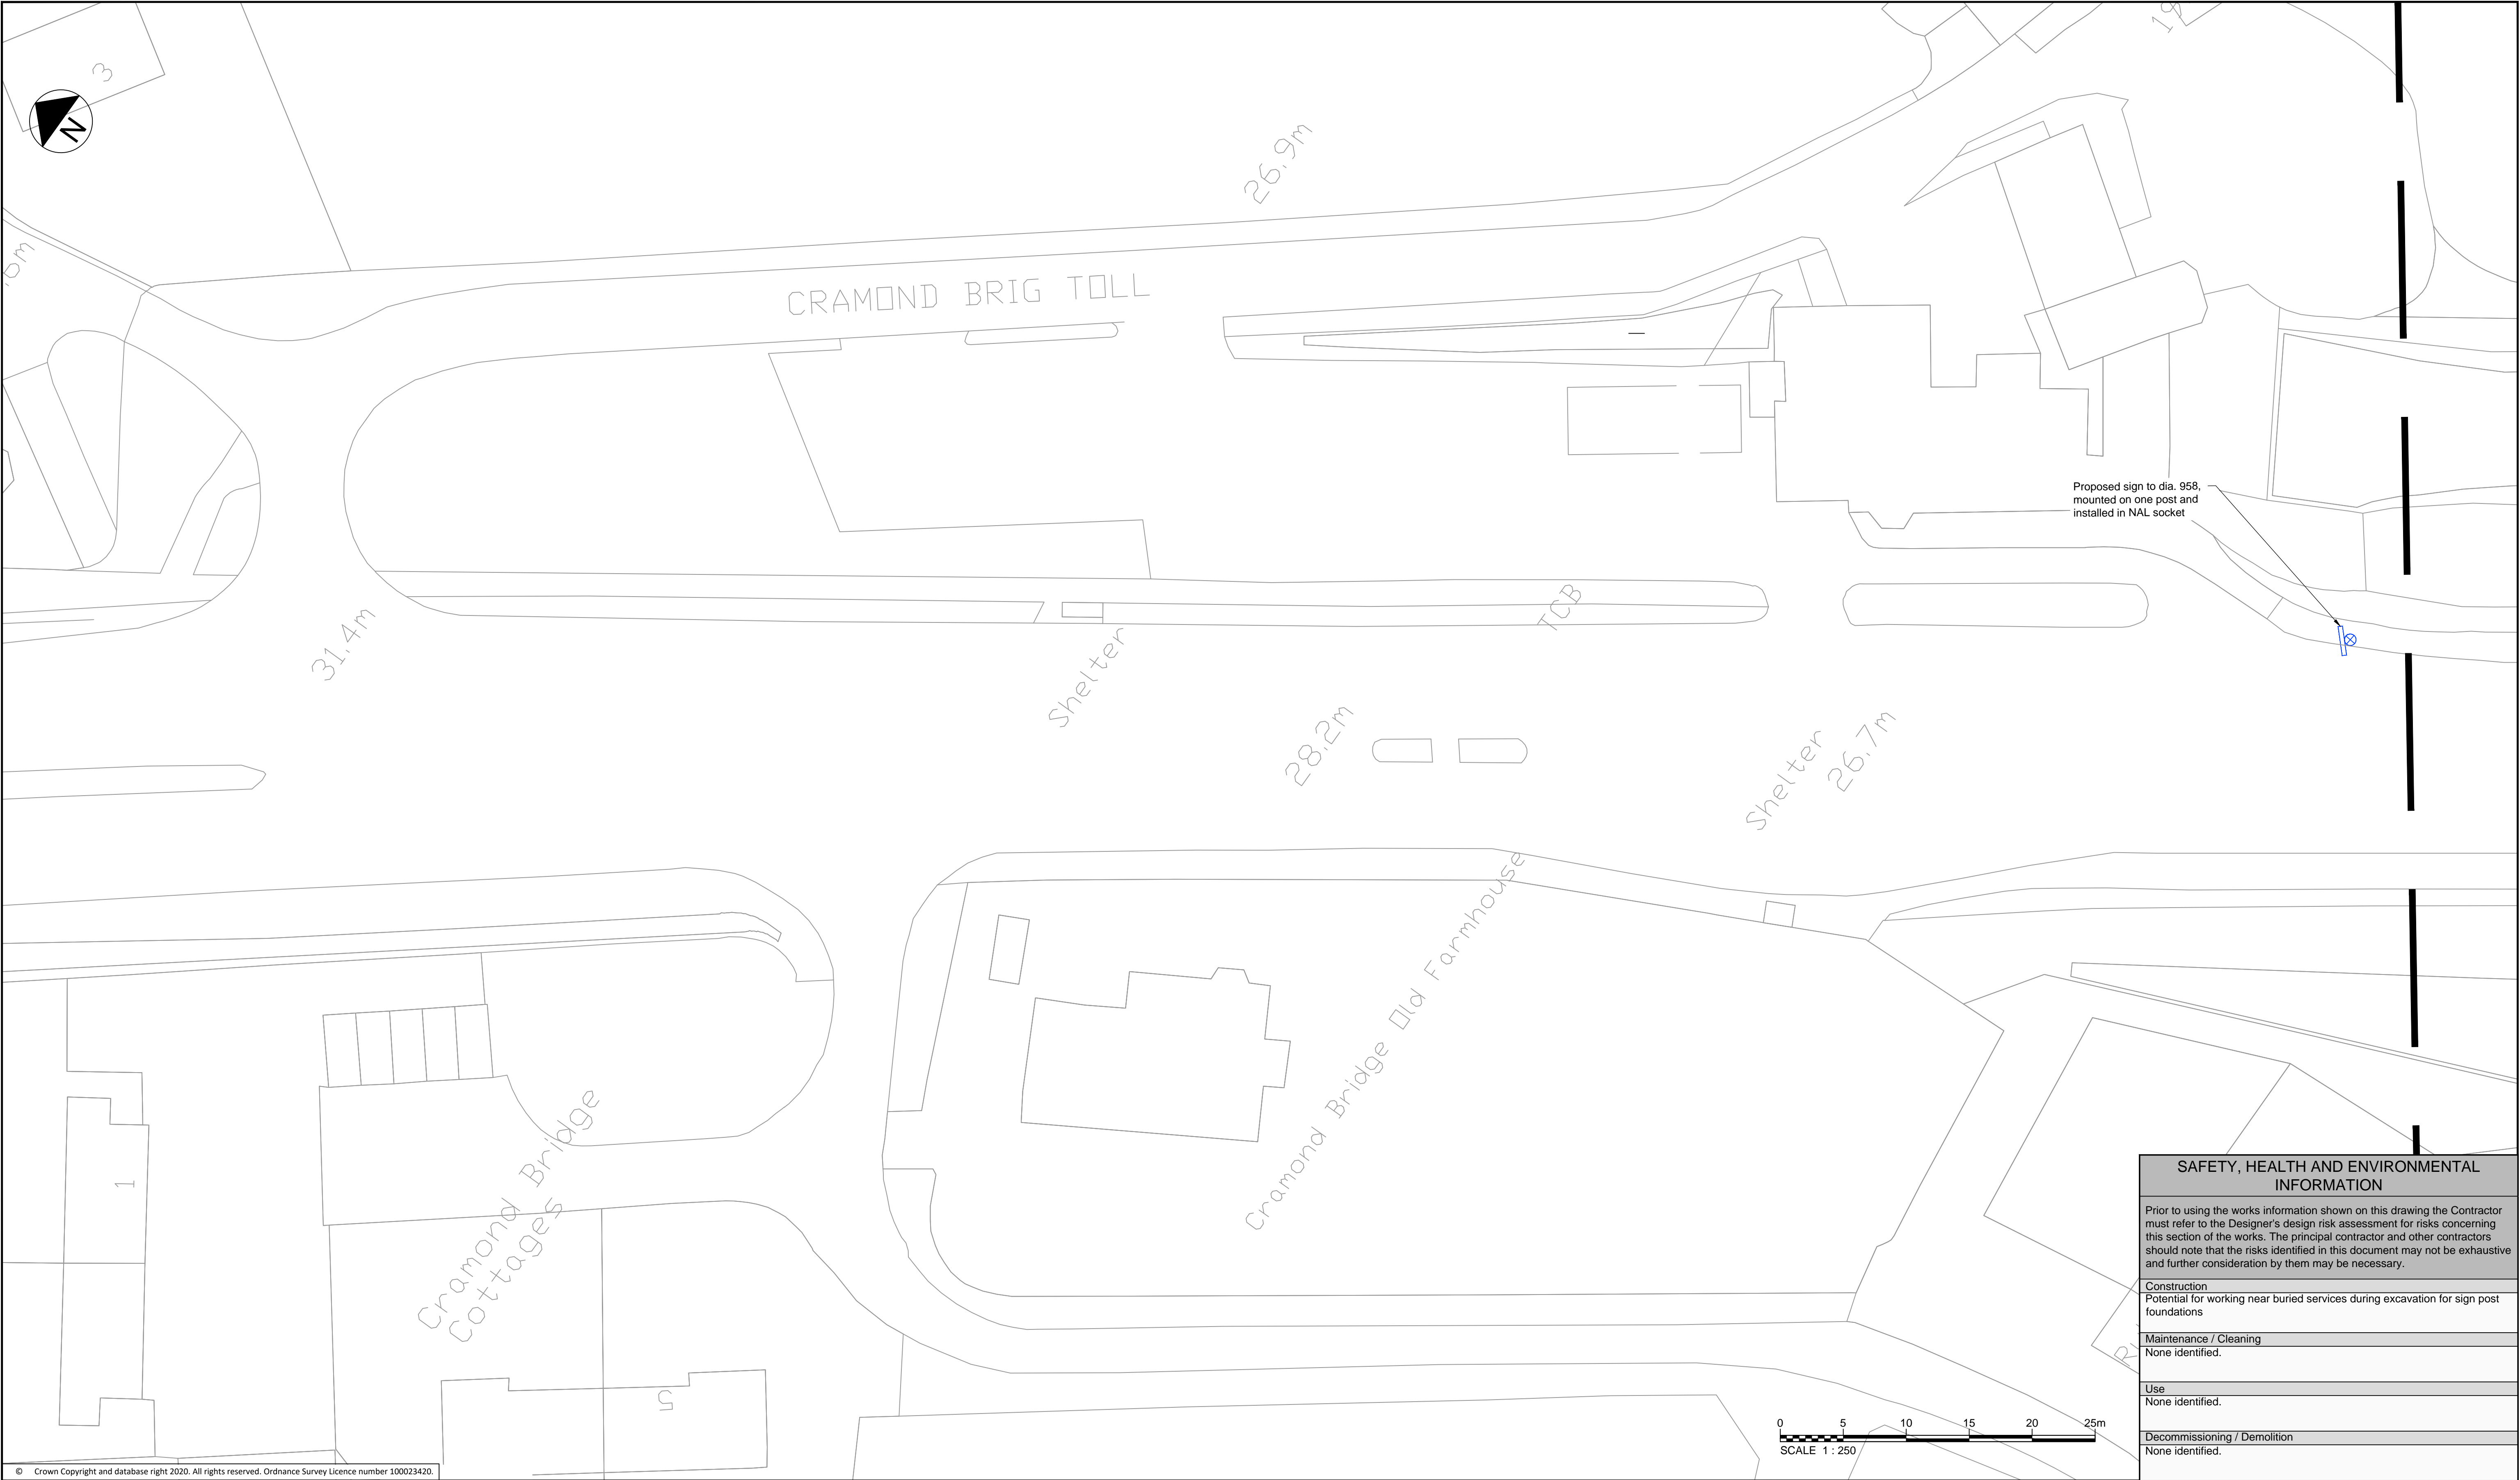 3
N
26.9m
CRAMOND BRIG TOLL
Proposed sign to dia. 958,
mounted on one post and
installed in NAL socket
31.4m
Shelter
TCB
28.2m
Shelter
26.7m
Cramond Bridge Old Farmhouse
Cramond Bridge
Cottages
1
5
SAFETY, HEALTH AND ENVIRONMENTAL
INFORMATION
Prior to using the works information shown on this drawing the Contractor
must refer to the Designer's design risk assessment for risks concerning
this section of the works. The principal contractor and other contractors
should note that the risks identified in this document may not be exhaustive
and further consideration by them may be necessary.
Construction
Potential for working near buried services during excavation for sign post
foundations
Maintenance / Cleaning
None identified.
Use
None identified.
Decommissioning / Demolition
None identified.
0 5 10 15 20 25m
SCALE 1 : 250
© Crown Copyright and database right 2020. All rights reserved. Ordnance Survey Licence number 100023420.